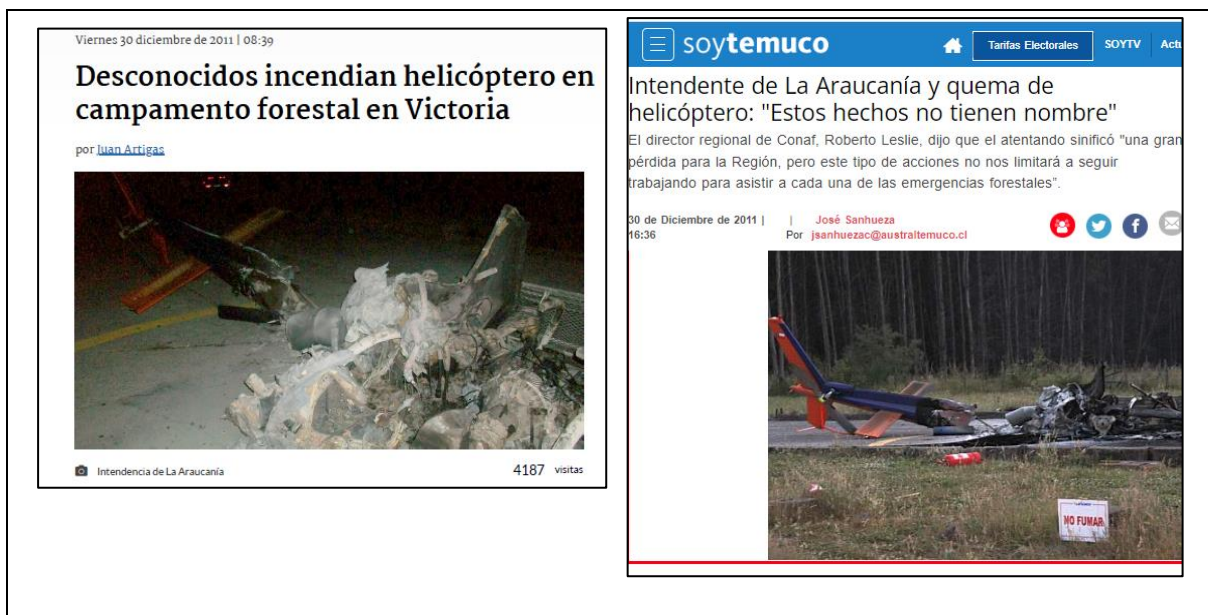 Viernes 30 diciembre de 2011 | 08:39
Desconocidos incendian helicóptero en
campamento forestal en Victoria
por Juan Artigas
Intendencia de La Araucanía
4187 visitas
soytemuco
Tarifas Electorales
SOYTV
Actu
Intendente de La Araucanía y quema de
helicóptero: "Estos hechos no tienen nombre"
El director regional de Conaf, Roberto Leslie, dijo que el atentando sinificó "una gran
pérdida para la Región, pero este tipo de acciones no nos limitará a seguir
trabajando para asistir a cada una de las emergencias forestales".
30 de Diciembre de 2011 | | José Sanhueza
16:36 Por jsanhuezac@australtemuco.cl
NO FUMAR